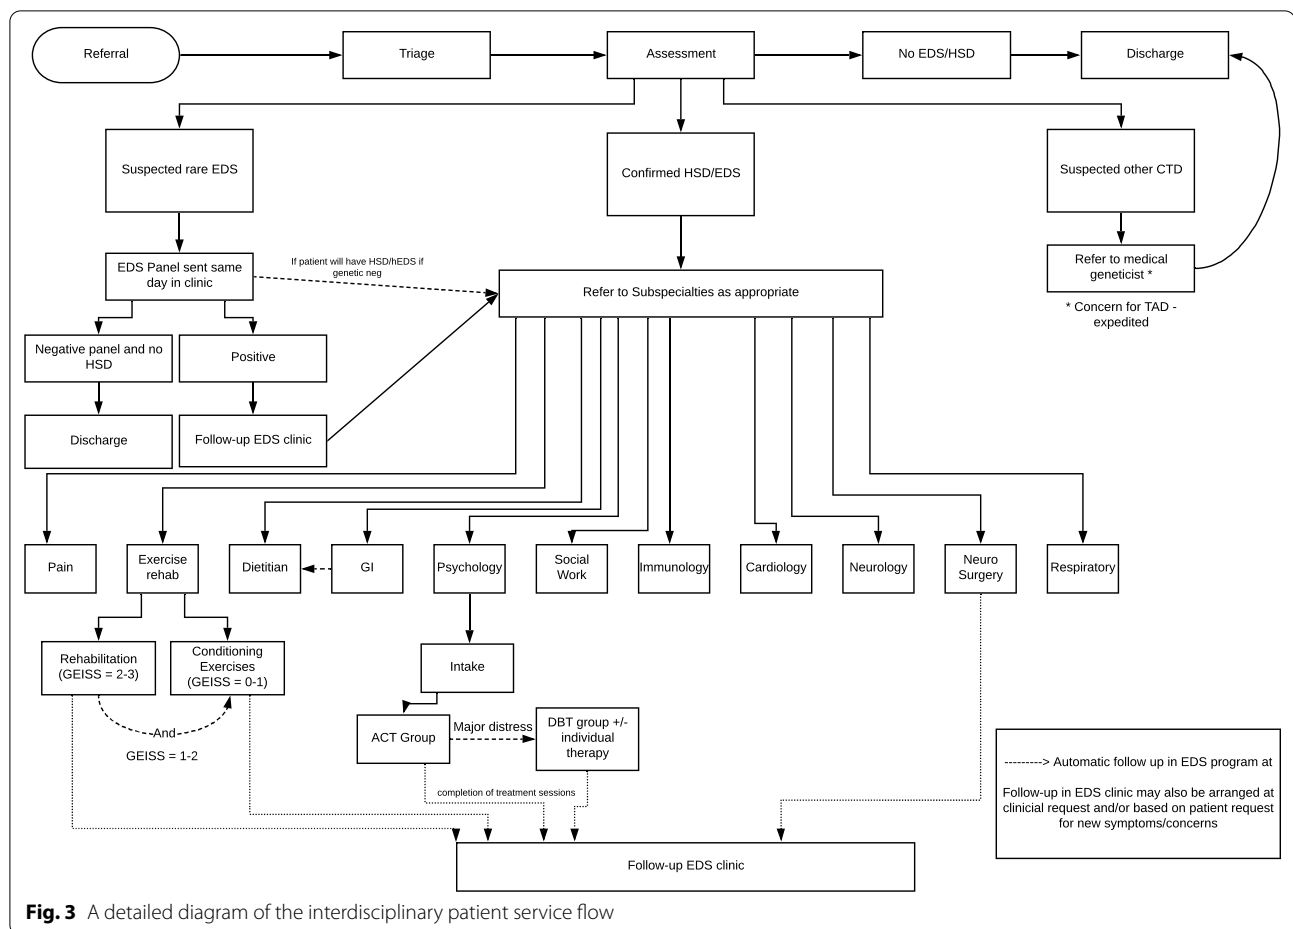 Referral
Triage
Assessment
No EDS/HSD
Discharge
Suspected rare EDS
Confirmed HSD/EDS
Suspected other CTD
EDS Panel sent same
day in clinic
If patient will have HSD/hEDS if
genetic neg
Refer to Subspecialties as appropriate
Refer to medical
geneticist *
* Concern for TAD -
expedited
Negative panel and no
HSD
Positive
Discharge
Follow-up EDS clinic
Pain
Exercise
rehab
Dietitian
GI
Psychology
Social
Work
Immunology
Cardiology
Neurology
Neuro
Surgery
Respiratory
Rehabilitation
(GEISS = 2-3)
Conditioning
Exercises
(GEISS = 0-1)
And
GEISS = 1-2
Intake
ACT Group
Major distress
DBT group +/-
individual
therapy
completion of treatment sessions
---------> Automatic follow up in EDS program at
Follow-up in EDS clinic may also be arranged at
clinicial request and/or based on patient request
for new symptoms/concerns
Follow-up EDS clinic
Fig. 3 A detailed diagram of the interdisciplinary patient service flow